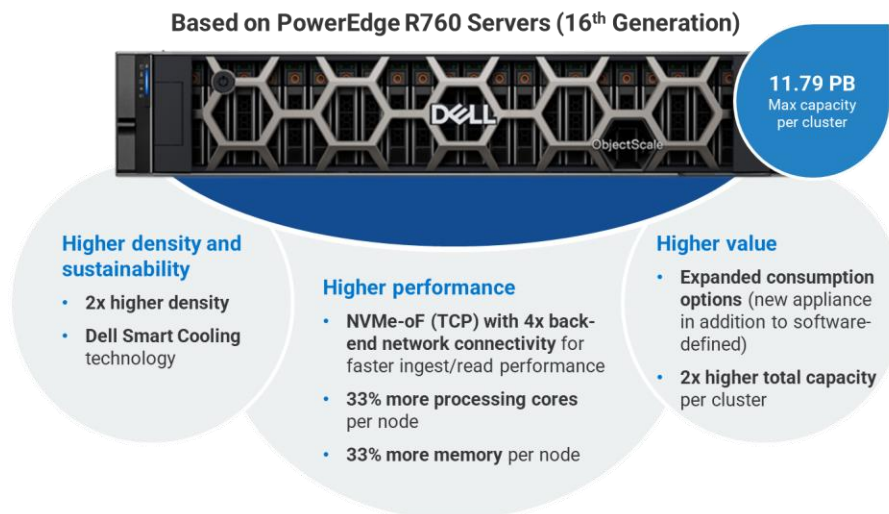 Based on PowerEdge R760 Servers (16th Generation)
DELL
ObjectScale
11.79 PB
Max capacity
per cluster
Higher density and
sustainability
• 2x higher density
• Dell Smart Cooling
technology
Higher performance
• NVMe-oF (TCP) with 4x back-
end network connectivity for
faster ingest/read performance
• 33% more processing cores
per node
• 33% more memory per node
Higher value
• Expanded consumption
options (new appliance
in addition to software-
defined)
• 2x higher total capacity
per cluster